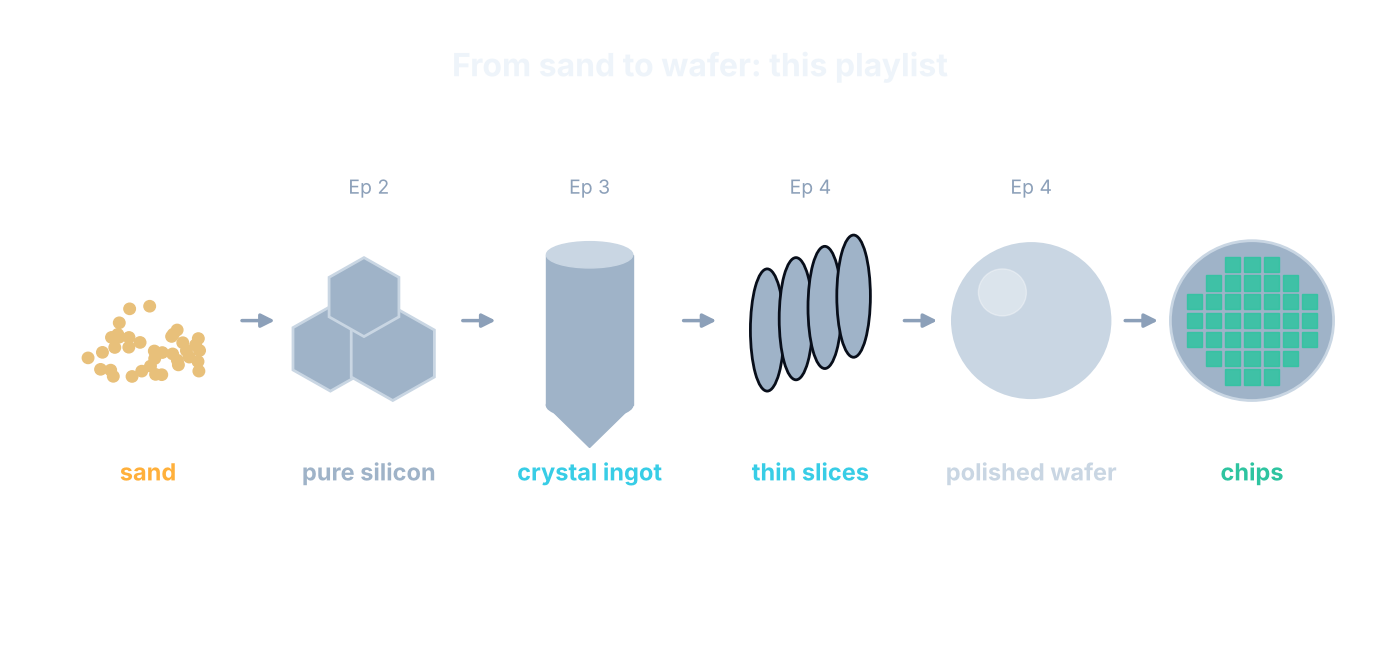 From sand to wafer: this playlist
Ep 2
Ep 3
Ep 4
Ep 4
sand
pure silicon
crystal ingot
thin slices
polished wafer
chips